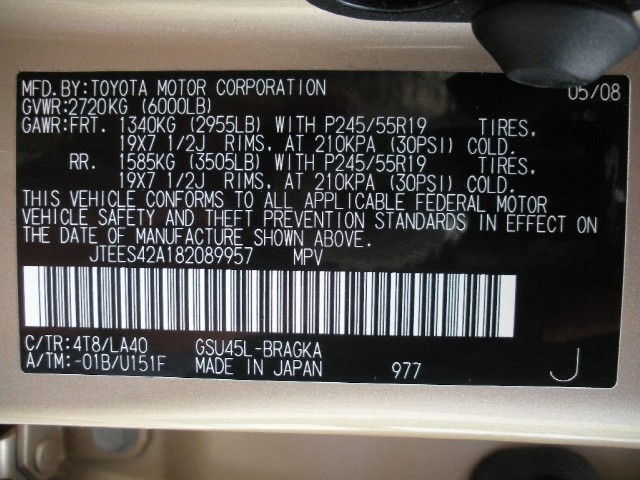 MFD.BY:TOYOTA MOTOR CORPORATION 05/08
GVWR:2720KG (6000LB)
GAWR:FRT. 1340KG (2955LB) WITH P245/55R19 TIRES,
19X7 1/2J RIMS, AT 210KPA (30PSI) COLD.
RR. 1585KG (3505LB) WITH P245/55R19 TIRES,
19X7 1/2J RIMS, AT 210KPA (30PSI) COLD.
THIS VEHICLE CONFORMS TO ALL APPLICABLE FEDERAL MOTOR
VEHICLE SAFETY AND THEFT PREVENTION STANDARDS IN EFFECT ON
THE DATE OF MANUFACTURE SHOWN ABOVE.
JTEES42A182089957 MPV
C/TR:4T8/LA40 GSU45L-BRAGKA
A/TM:-01B/U151F MADE IN JAPAN 977 J